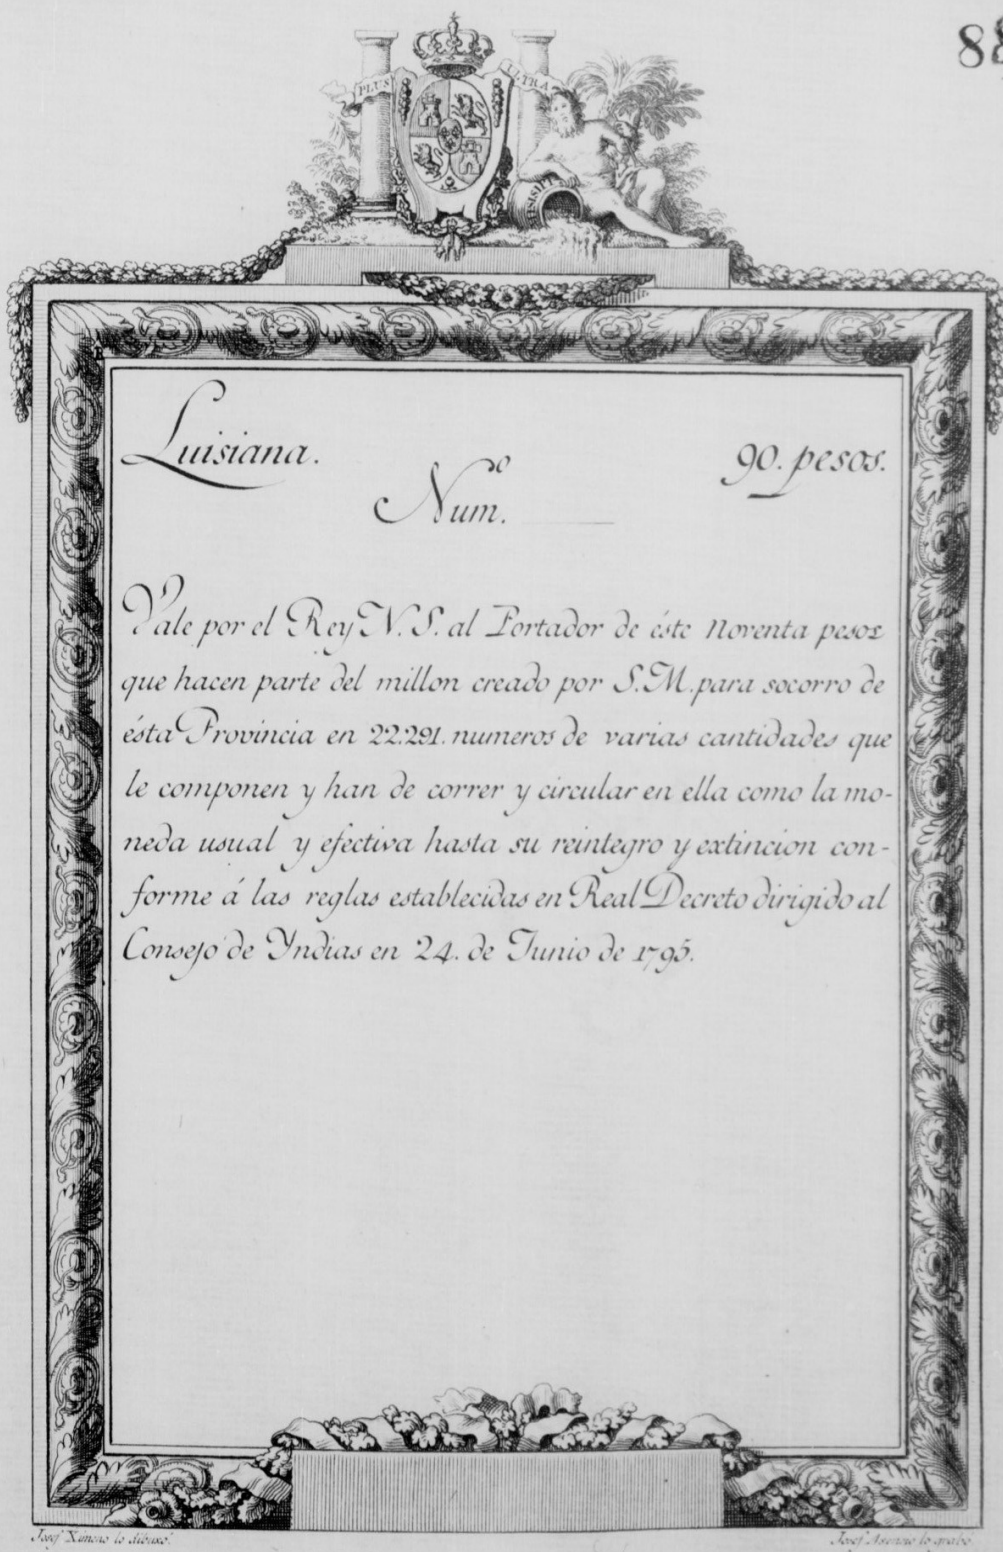 88
PLUS
ULTRA
MISISIPI
Luisiana.
90. pesos.
Num.º
Vale por el Rey N. S. al Portador de éste Noventa pesos
que hacen parte del millon creado por S. M. para socorro de
ésta Provincia en 22.291. numeros de varias cantidades que
le componen y han de correr y circular en ella como la mo-
neda usual y efectiva hasta su reintegro y extincion con-
forme á las reglas establecidas en Real Decreto dirigido al
Consejo de Yndias en 24. de Junio de 1795.
Josef Ximeno lo dibuxó.
Josef Asensio lo grabó